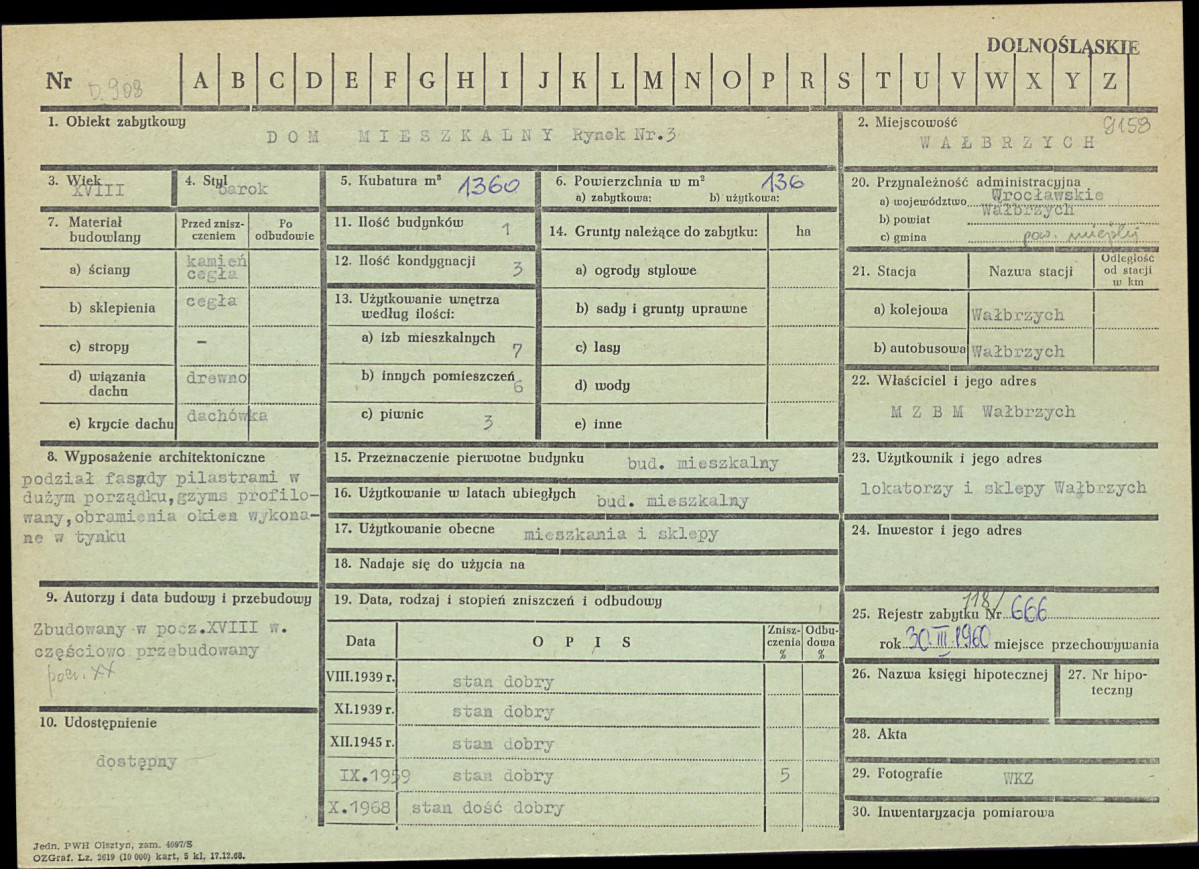 DOLNOŚLĄSKIE
Nr D.908 A B C D E F G H I J K L M N O P R S T U V W X Y Z
1. Obiekt zabytkowy
DOM MIESZKALNY Rynek Nr.3
2. Miejscowość 9158
WAŁBRZYCH
3. Wiek
XVIII
4. Styl
barok
5. Kubatura m³ 1360
6. Powierzchnia w m² 136
a) zabytkowa: b) użytkowa:
20. Przynależność administracyjna
a) województwo Wrocławskie
b) powiat Wałbrzych
c) gmina pow. miejski
7. Materiał budowlany
Przed znisz-
czeniem
Po
odbudowie
a) ściany kamień
cegła
b) sklepienia cegła
c) stropy –
d) wiązania
dachu drewno
e) krycie dachu dachówka
11. Ilość budynków 1
12. Ilość kondygnacji 3
13. Użytkowanie wnętrza
według ilości:
a) izb mieszkalnych 7
b) innych pomieszczeń 6
c) piwnic 3
14. Grunty należące do zabytku: ha
a) ogrody stylowe
b) sady i grunty uprawne
c) lasy
d) wody
e) inne
21. Stacja Nazwa stacji
Odległość
od stacji
w km
a) kolejowa Wałbrzych
b) autobusowa Wałbrzych
22. Właściciel i jego adres
MZBM Wałbrzych
8. Wyposażenie architektoniczne
podział fasady pilastrami w
dużym porządku,gzyms profilo-
wany,obramienia okien wykona-
ne w tynku
15. Przeznaczenie pierwotne budynku bud. mieszkalny
16. Użytkowanie w latach ubiegłych bud. mieszkalny
17. Użytkowanie obecne mieszkania i sklepy
18. Nadaje się do użycia na
23. Użytkownik i jego adres
lokatorzy i sklepy Wałbrzych
24. Inwestor i jego adres
9. Autorzy i data budowy i przebudowy
Zbudowany w pocz.XVIII w.
częściowo przebudowany
pocz. XX
10. Udostępnienie
dostępny
19. Data, rodzaj i stopień zniszczeń i odbudowy
Data OPIS
Znisz-
czenia
%
Odbu-
dowa
%
VIII.1939 r. stan dobry
XI.1939 r. stan dobry
XII.1945 r. stan dobry
IX.1959 stan dobry 5
X.1968 stan dość dobry
118/
25. Rejestr zabytku Nr 666
rok 30.III.1960 miejsce przechowywania
26. Nazwa księgi hipotecznej
27. Nr hipo-
teczny
28. Akta
29. Fotografie WKZ
30. Inwentaryzacja pomiarowa
Jedn. PWH Olsztyn, zam. 4097/S
OZGraf. Lz. 2619 (10 000) kart, 5 kl, 17.12.68.